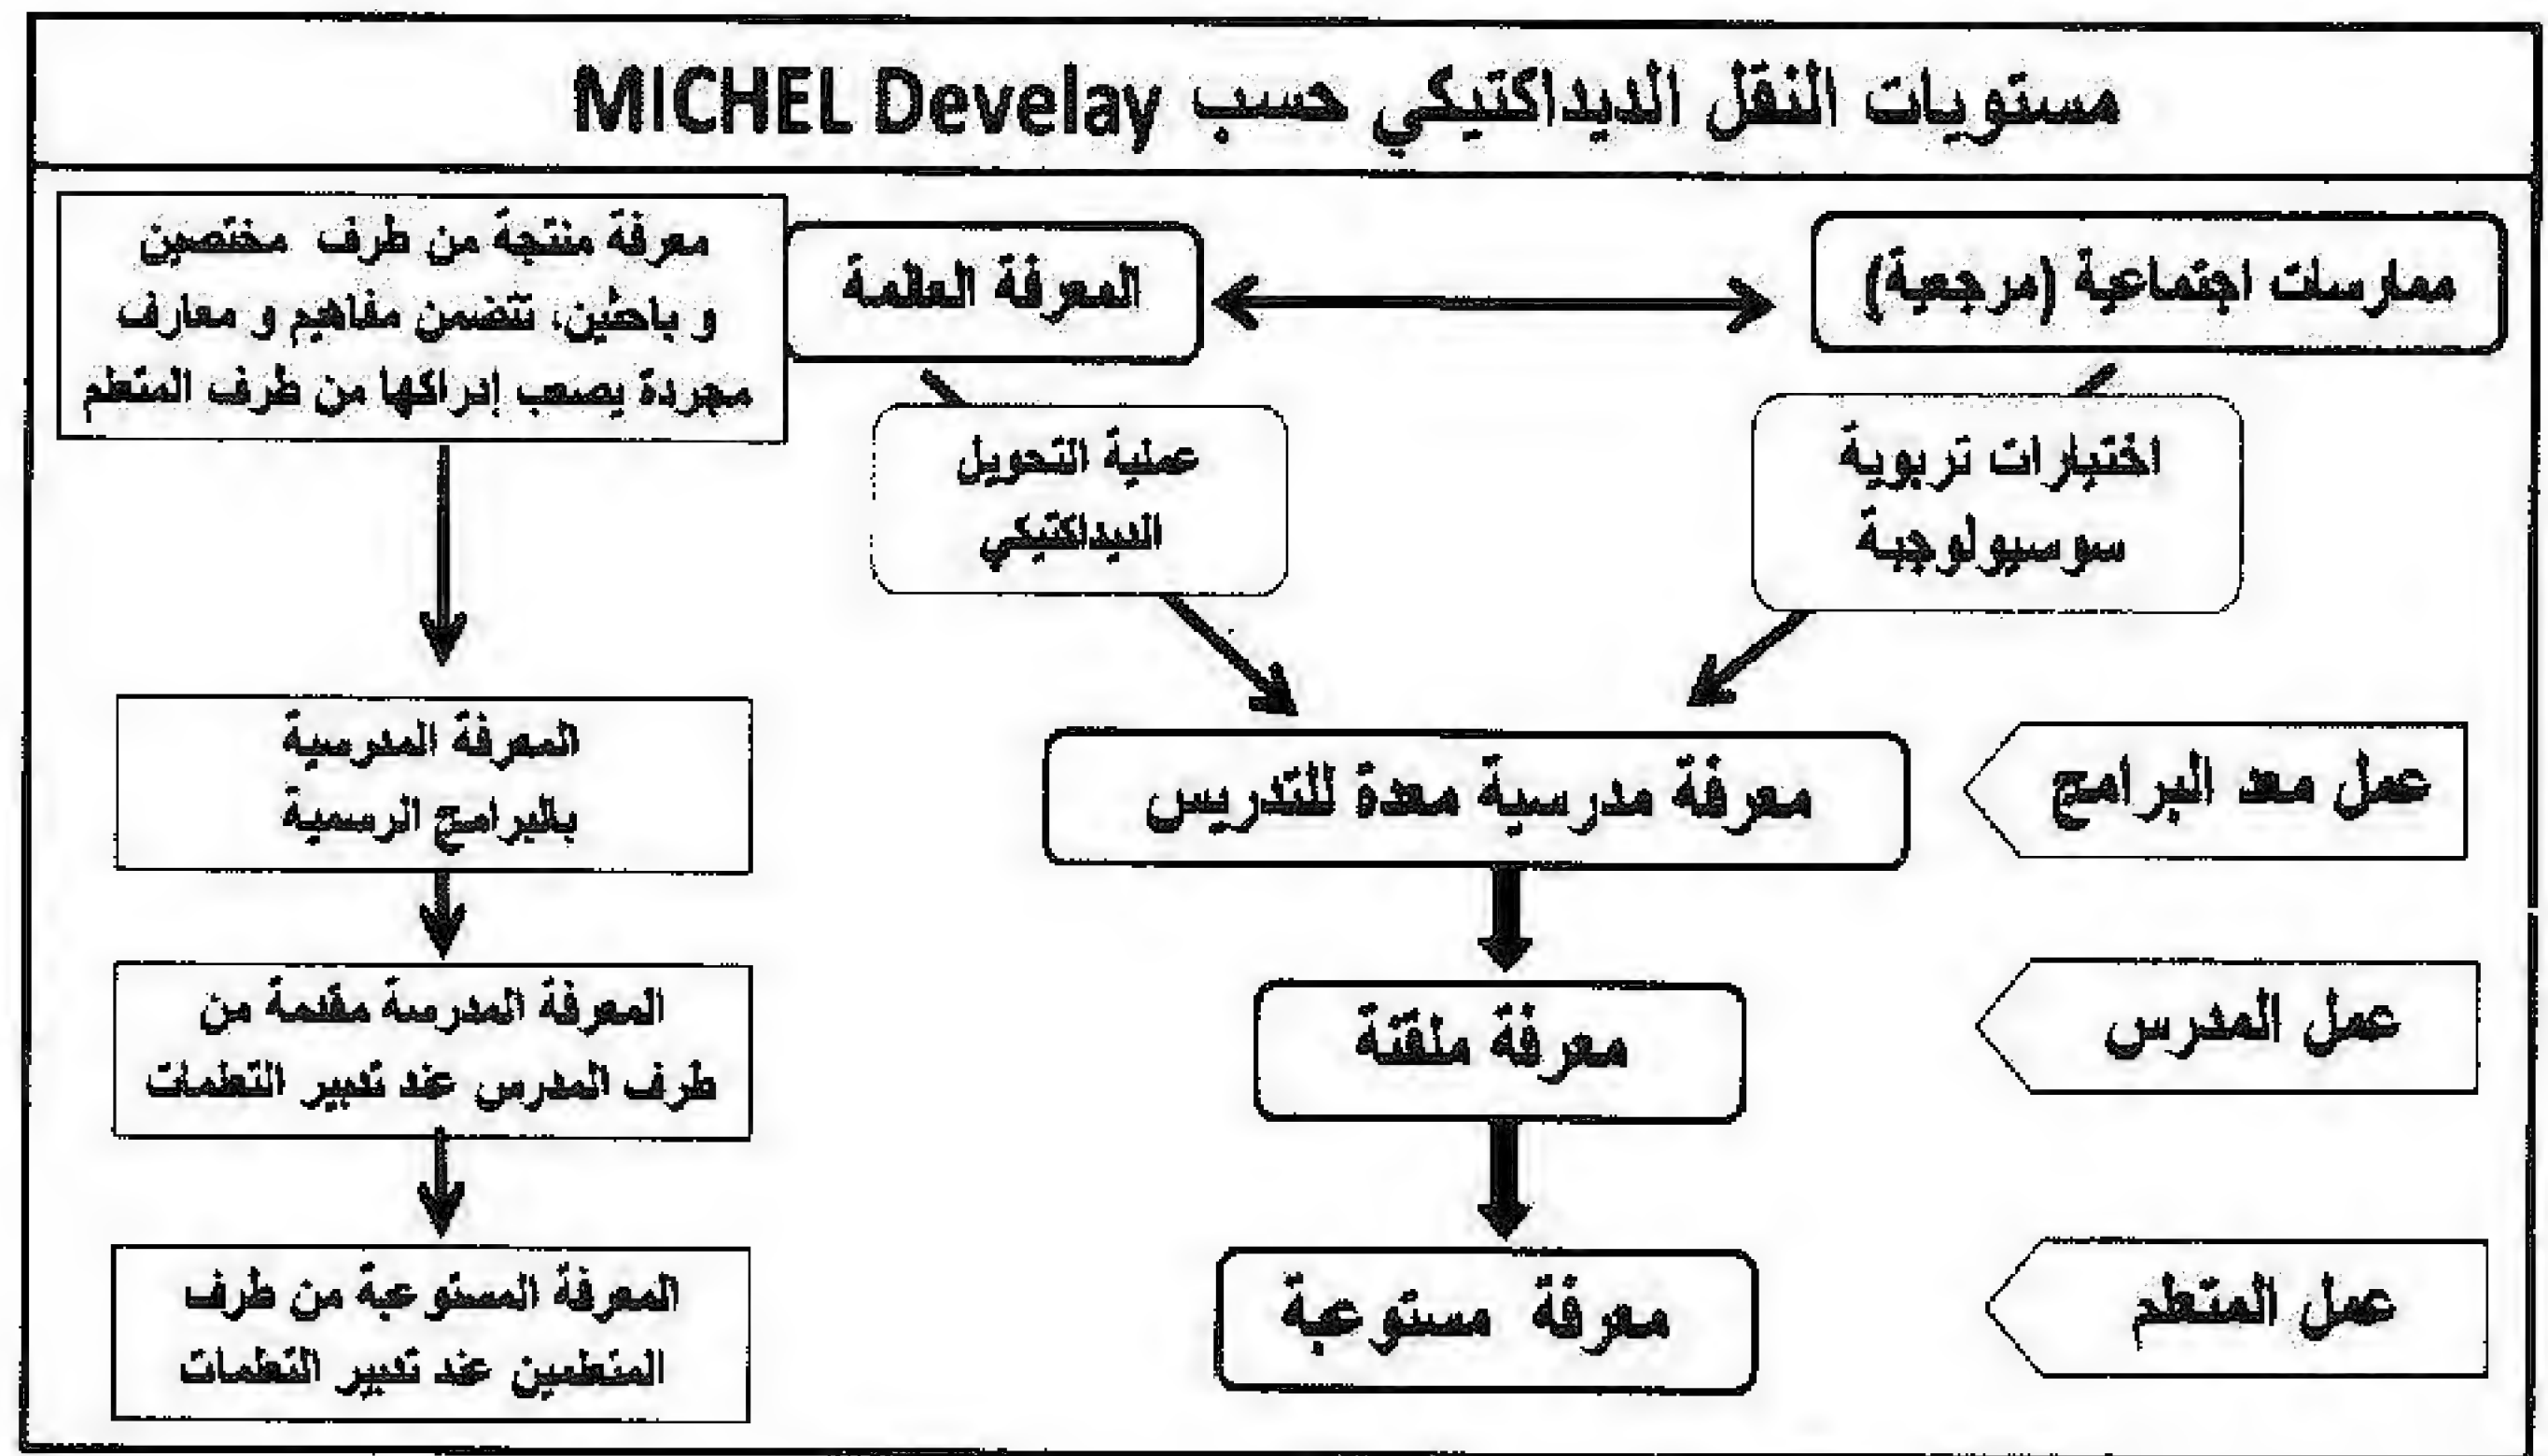 مستويات النقل الديداكتيكي حسب MICHEL Develay
ممارسات اجتماعية (مرجعية)
المعرفة العالمة
معرفة منتجة من طرف مختصين
و باحثين، تتضمن مفاهيم و معارف
مجردة يصعب إدراكها من طرف المتعلم
اختبارات تربوية
سوسيولوجية
عملية التحويل
الديداكتيكي
عمل معد البرامج
معرفة مدرسية معدة للتدريس
المعرفة المدرسية
بالبرامج الرسمية
عمل المدرس
معرفة ملقنة
المعرفة المدرسة مقدمة من
طرف المدرس عند تدبير التعلمات
عمل المتعلم
معرفة مستوعبة
المعرفة المستوعبة من طرف
المتعلمين عند تدبير التعلمات